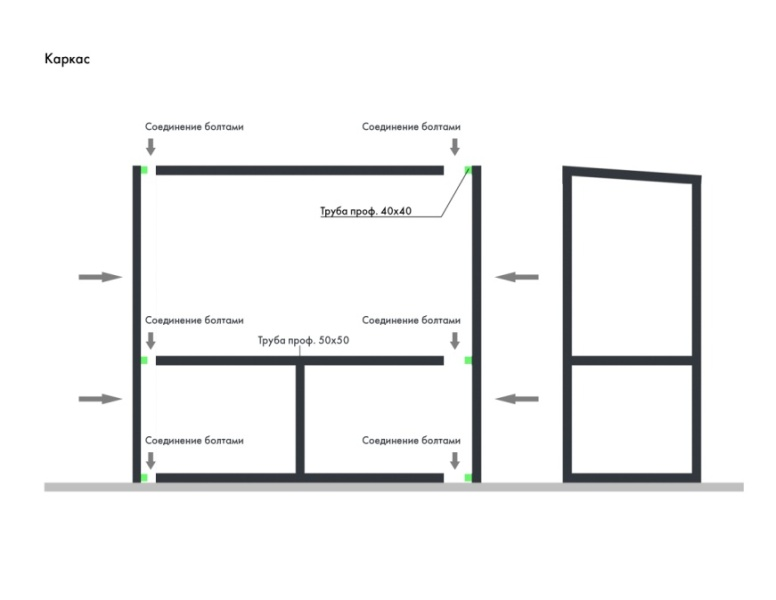 Каркас
Соединение болтами
Соединение болтами
Труба проф. 40х40
Соединение болтами
Соединение болтами
Труба проф. 50х50
Соединение болтами
Соединение болтами